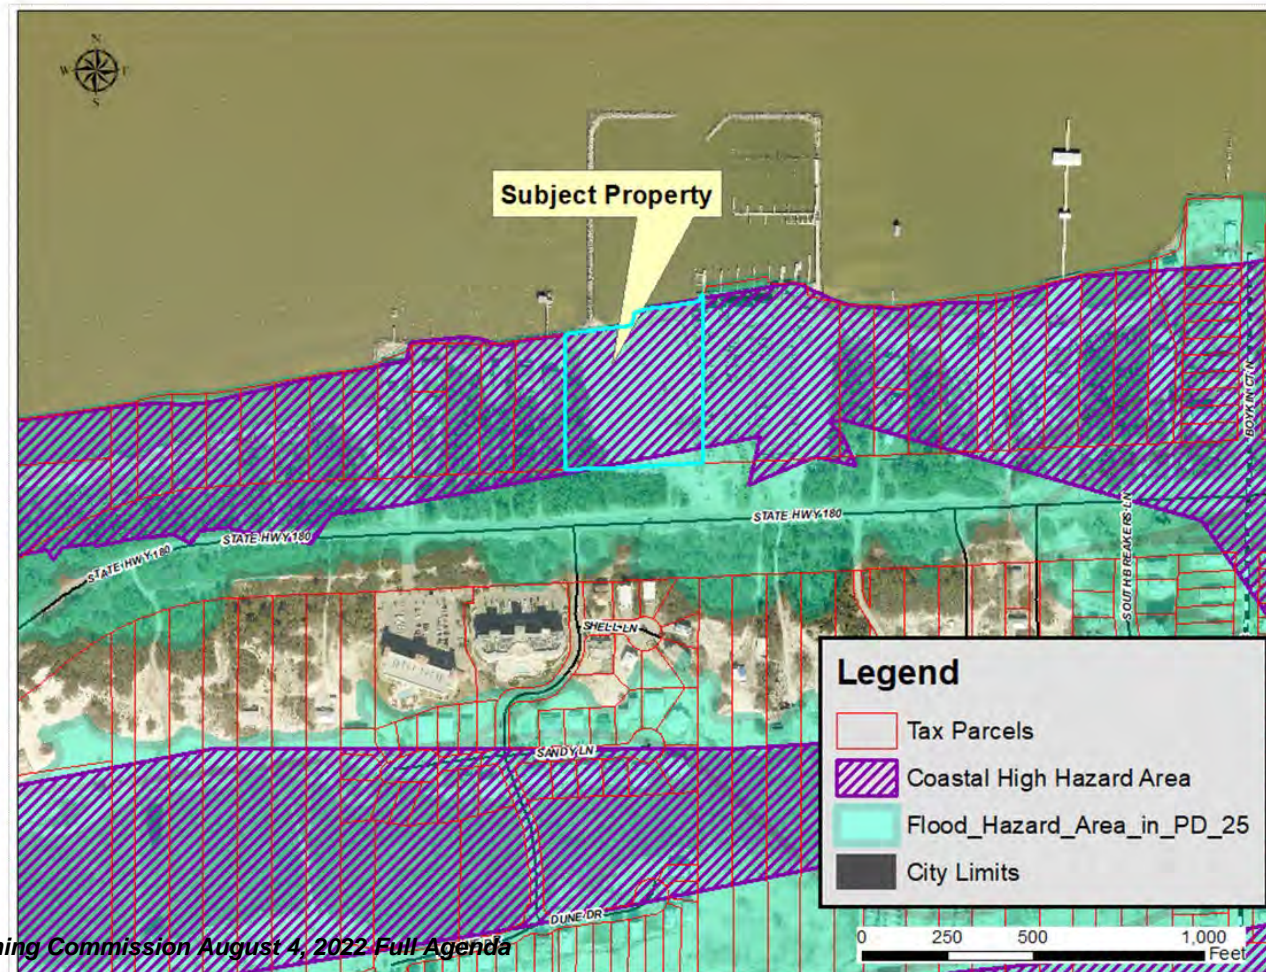 N
W E
S
Subject Property
BOYKIN CT N
STATE HWY 180
STATE HWY 180
STATE HWY 180
SOUTH BREAKERS LN
SHELL LN
SANDY LN
DUNE DR
Legend
Tax Parcels
Coastal High Hazard Area
Flood_Hazard_Area_in_PD_25
City Limits
ning Commission August 4, 2022 Full Agenda
0 250 500 1,000
Feet